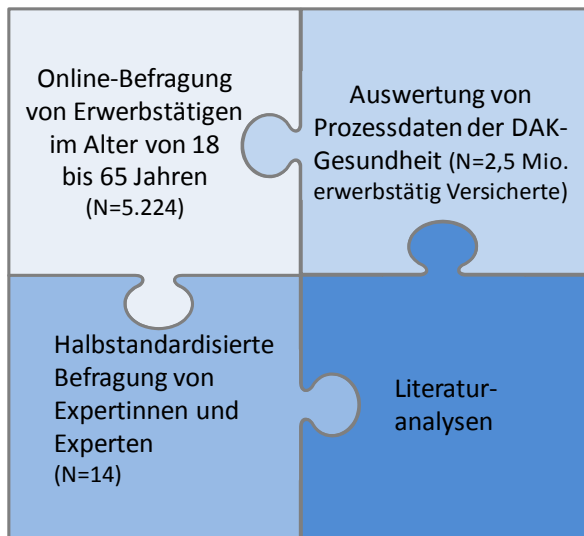 Online-Befragung
von Erwerbstätigen
im Alter von 18
bis 65 Jahren
(N=5.224)
Auswertung von
Prozessdaten der DAK-
Gesundheit (N=2,5 Mio.
erwerbstätig Versicherte)
Halbstandardisierte
Befragung von
Expertinnen und
Experten
(N=14)
Literatur-
analysen